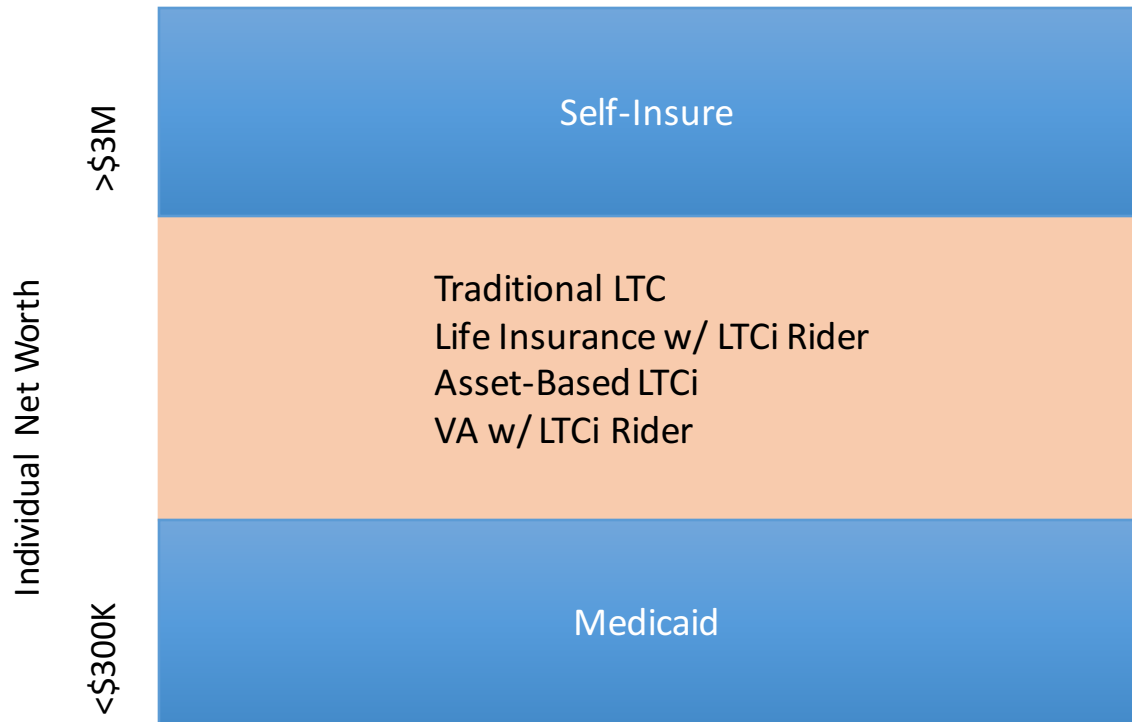 >$3M
Self-Insure
Individual Net Worth
Traditional LTC
Life Insurance w/ LTCi Rider
Asset-Based LTCi
VA w/ LTCi Rider
<$300K
Medicaid